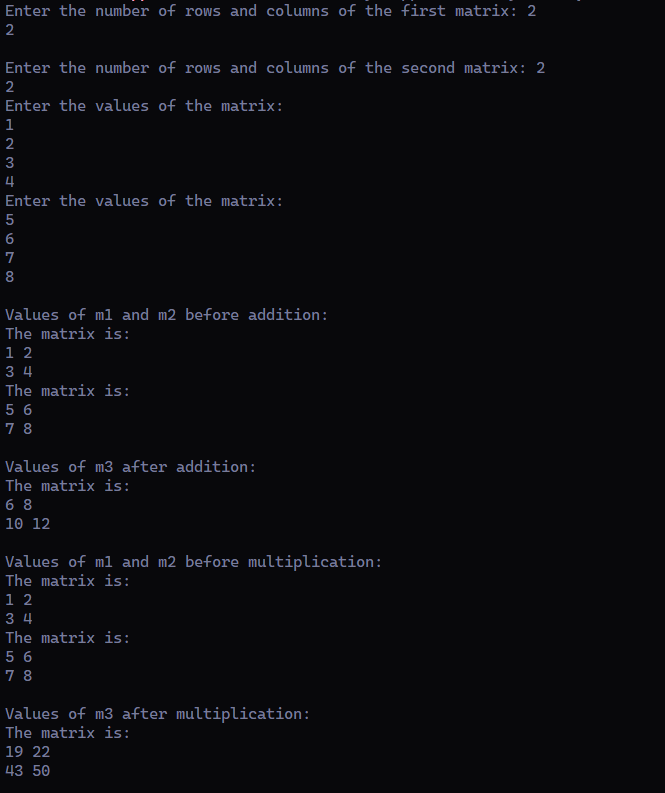 Enter the number of rows and columns of the first matrix: 2
2
Enter the number of rows and columns of the second matrix: 2
2
Enter the values of the matrix:
1
2
3
4
Enter the values of the matrix:
5
6
7
8
Values of m1 and m2 before addition:
The matrix is:
1 2
3 4
The matrix is:
5 6
7 8
Values of m3 after addition:
The matrix is:
6 8
10 12
Values of m1 and m2 before multiplication:
The matrix is:
1 2
3 4
The matrix is:
5 6
7 8
Values of m3 after multiplication:
The matrix is:
19 22
43 50